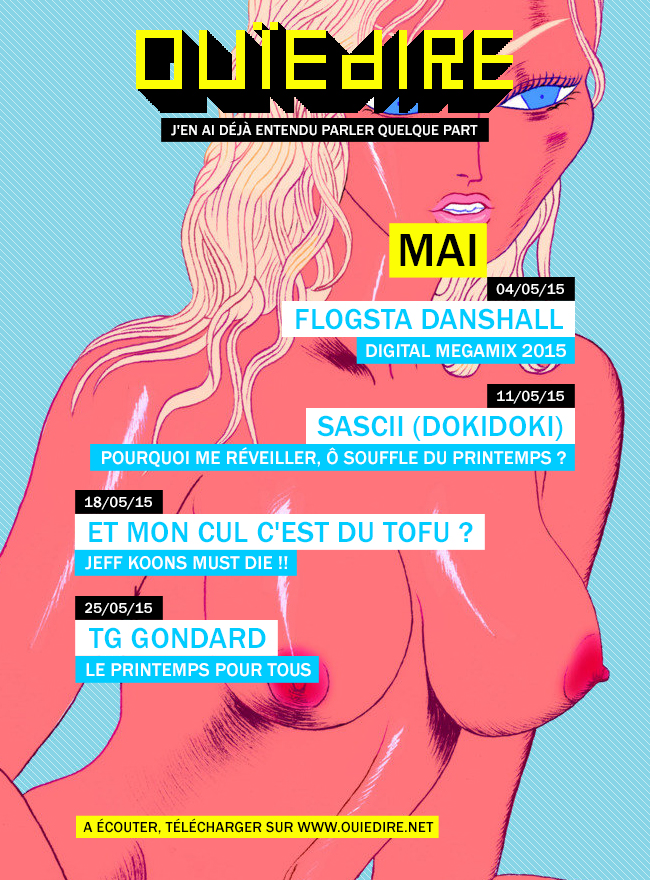 OUÏEDIRE
J'EN AI DÉJÀ ENTENDU PARLER QUELQUE PART
MAI
04/05/15
FLOGSTA DANSHALL
DIGITAL MEGAMIX 2015
11/05/15
SASCII (DOKIDOKI)
POURQUOI ME RÉVEILLER, Ô SOUFFLE DU PRINTEMPS ?
18/05/15
ET MON CUL C'EST DU TOFU ?
JEFF KOONS MUST DIE !!
25/05/15
TG GONDARD
LE PRINTEMPS POUR TOUS
A ÉCOUTER, TÉLÉCHARGER SUR WWW.OUIEDIRE.NET